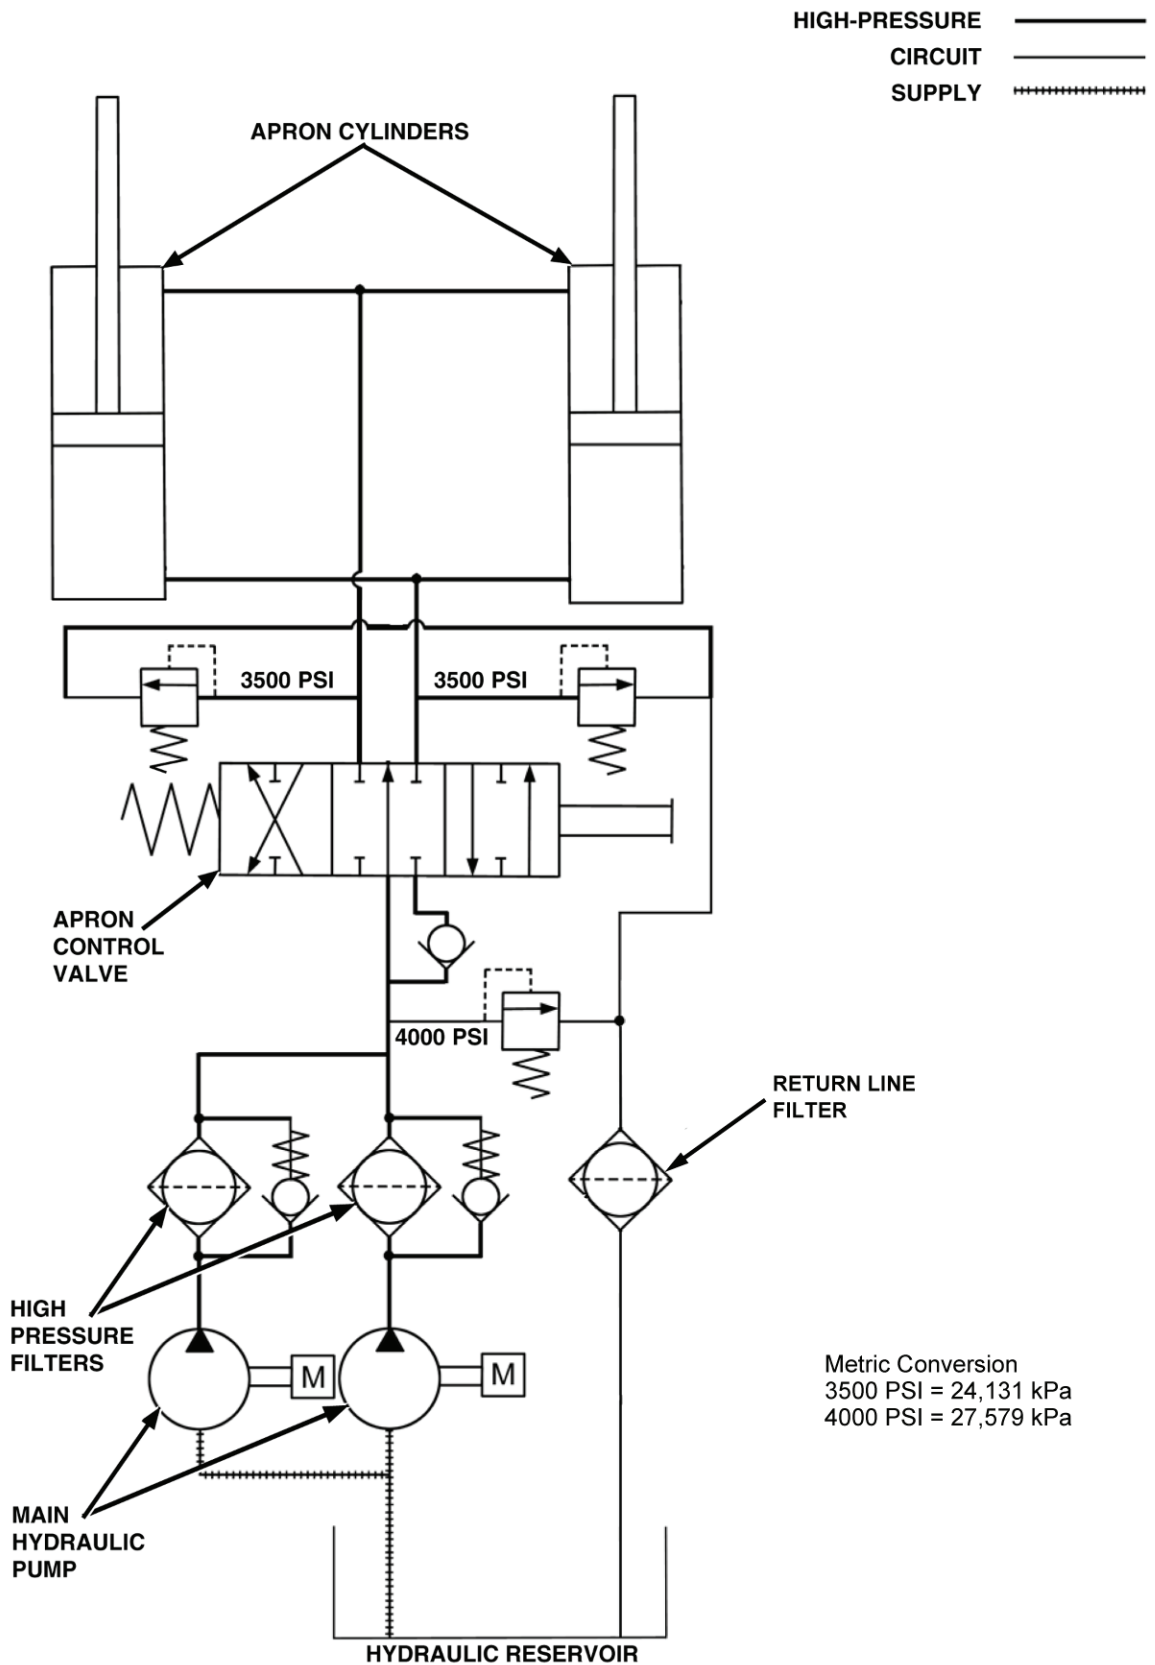 HIGH-PRESSURE
CIRCUIT
SUPPLY
APRON CYLINDERS
3500 PSI
3500 PSI
APRON
CONTROL
VALVE
4000 PSI
RETURN LINE
FILTER
HIGH
PRESSURE
FILTERS
M
M
Metric Conversion
3500 PSI = 24,131 kPa
4000 PSI = 27,579 kPa
MAIN
HYDRAULIC
PUMP
HYDRAULIC RESERVOIR